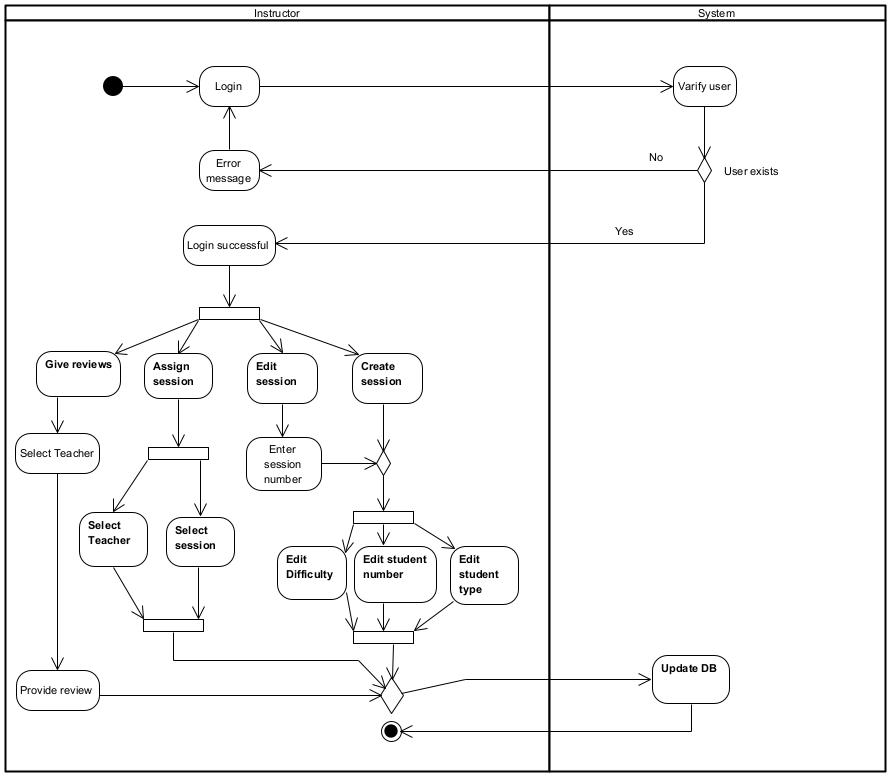 Instructor
System
Login
Varify user
Error
message
No
User exists
Yes
Login successful
Give reviews
Assign
session
Edit
session
Create
session
Select Teacher
Enter
session
number
Select
Teacher
Select
session
Edit
Difficulty
Edit student
number
Edit
student
type
Provide review
Update DB